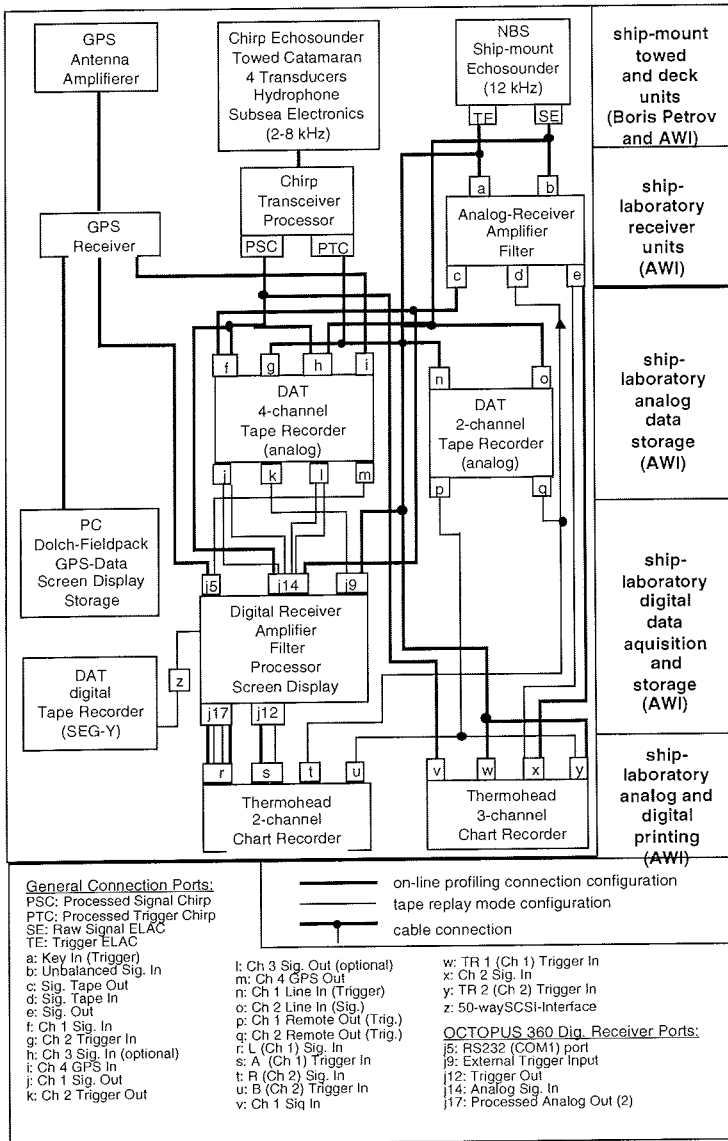 GPS
Antenna
Amplifierer
Chirp Echosounder
Towed Catamaran
4 Transducers
Hydrophone
Subsea Electronics
(2-8 kHz)
NBS
Ship-mount
Echosounder
(12 kHz)
TE
SE
ship-mount
towed
and deck
units
(Boris Petrov
and AWI)
GPS
Receiver
Chirp
Transceiver
Processor
PSC
PTC
a
b
Analog-Receiver
Amplifier
Filter
c
d
e
ship-
laboratory
receiver
units
(AWI)
f
g
h
i
DAT
4-channel
Tape Recorder
(analog)
j
k
l
m
n
o
DAT
2-channel
Tape Recorder
(analog)
p
q
ship-
laboratory
analog
data
storage
(AWI)
PC
Dolch-Fieldpack
GPS-Data
Screen Display
Storage
j5
j14
j9
Digital Receiver
Amplifier
Filter
Processor
Screen Display
j17
j12
z
DAT
digital
Tape Recorder
(SEG-Y)
ship-
laboratory
digital
data
aquisition
and
storage
(AWI)
r
s
t
u
Thermohead
2-channel
Chart Recorder
v
w
x
y
Thermohead
3-channel
Chart Recorder
ship-
laboratory
analog and
digital
printing
(AWI)
on-line profiling connection configuration
tape replay mode configuration
cable connection
General Connection Ports:
PSC: Processed Signal Chirp
PTC: Processed Trigger Chirp
SE: Raw Signal ELAC
TE: Trigger ELAC
a: Key In (Trigger)
b: Unbalanced Sig. In
c: Sig. Tape Out
d: Sig. Tape In
e: Sig. Out
f: Ch 1 Sig. In
g: Ch 2 Trigger In
h: Ch 3 Sig. In (optional)
i: Ch 4 GPS In
j: Ch 1 Sig. Out
k: Ch 2 Trigger Out
l: Ch 3 Sig. Out (optional)
m: Ch 4 GPS Out
n: Ch 1 Line In (Trigger)
o: Ch 2 Line In (Sig.)
p: Ch 1 Remote Out (Trig.)
q: Ch 2 Remote Out (Trig.)
r: L (Ch 1) Sig. In
s: A (Ch 1) Trigger In
t: R (Ch 2) Sig. In
u: B (Ch 2) Trigger In
v: Ch 1 Sig In
w: TR 1 (Ch 1) Trigger In
x: Ch 2 Sig. In
y: TR 2 (Ch 2) Trigger In
z: 50-waySCSI-Interface
OCTOPUS 360 Dig. Receiver Ports:
j5: RS232 (COM1) port
j9: External Trigger Input
j12: Trigger Out
j14: Analog Sig. In
j17: Processed Analog Out (2)